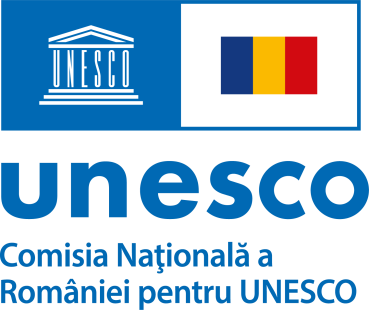 UNESCO
unesco
Comisia Naţională a
României pentru UNESCO